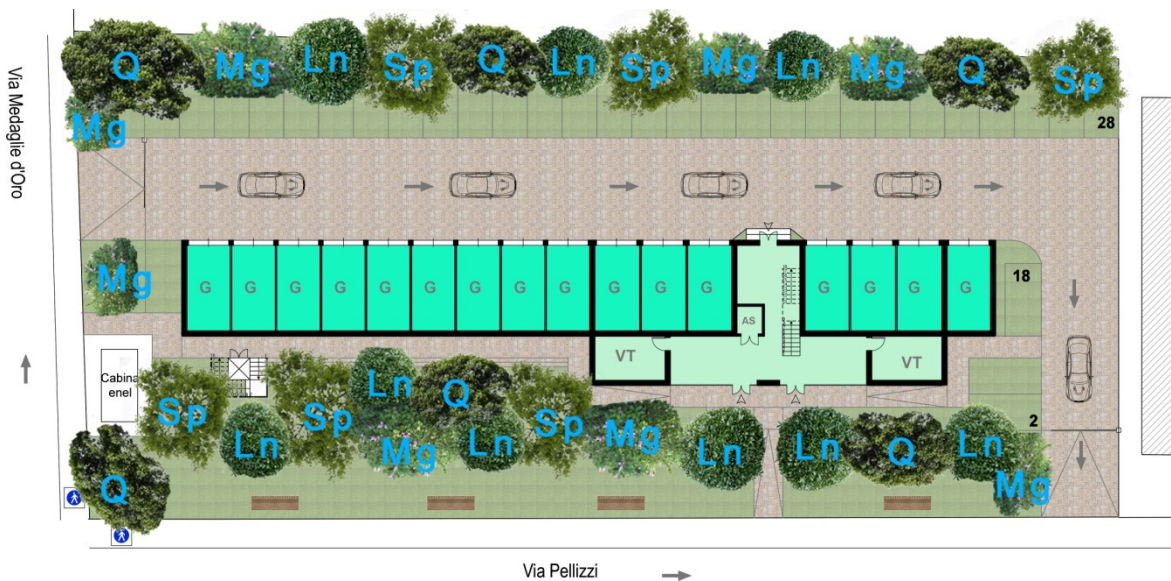 Q Mg Ln Sp Q Ln Sp Mg Ln Mg Q Sp
Mg
28
Via Medaglie d'Oro
Mg
G G G G G G G G G G G G G G G G
18
AS
VT
VT
Cabina
enel
Ln
Q
Sp
Ln
Sp
Mg
Ln
Sp
Mg
Ln
Ln
Q
Ln
2
Mg
Q
Via Pellizzi